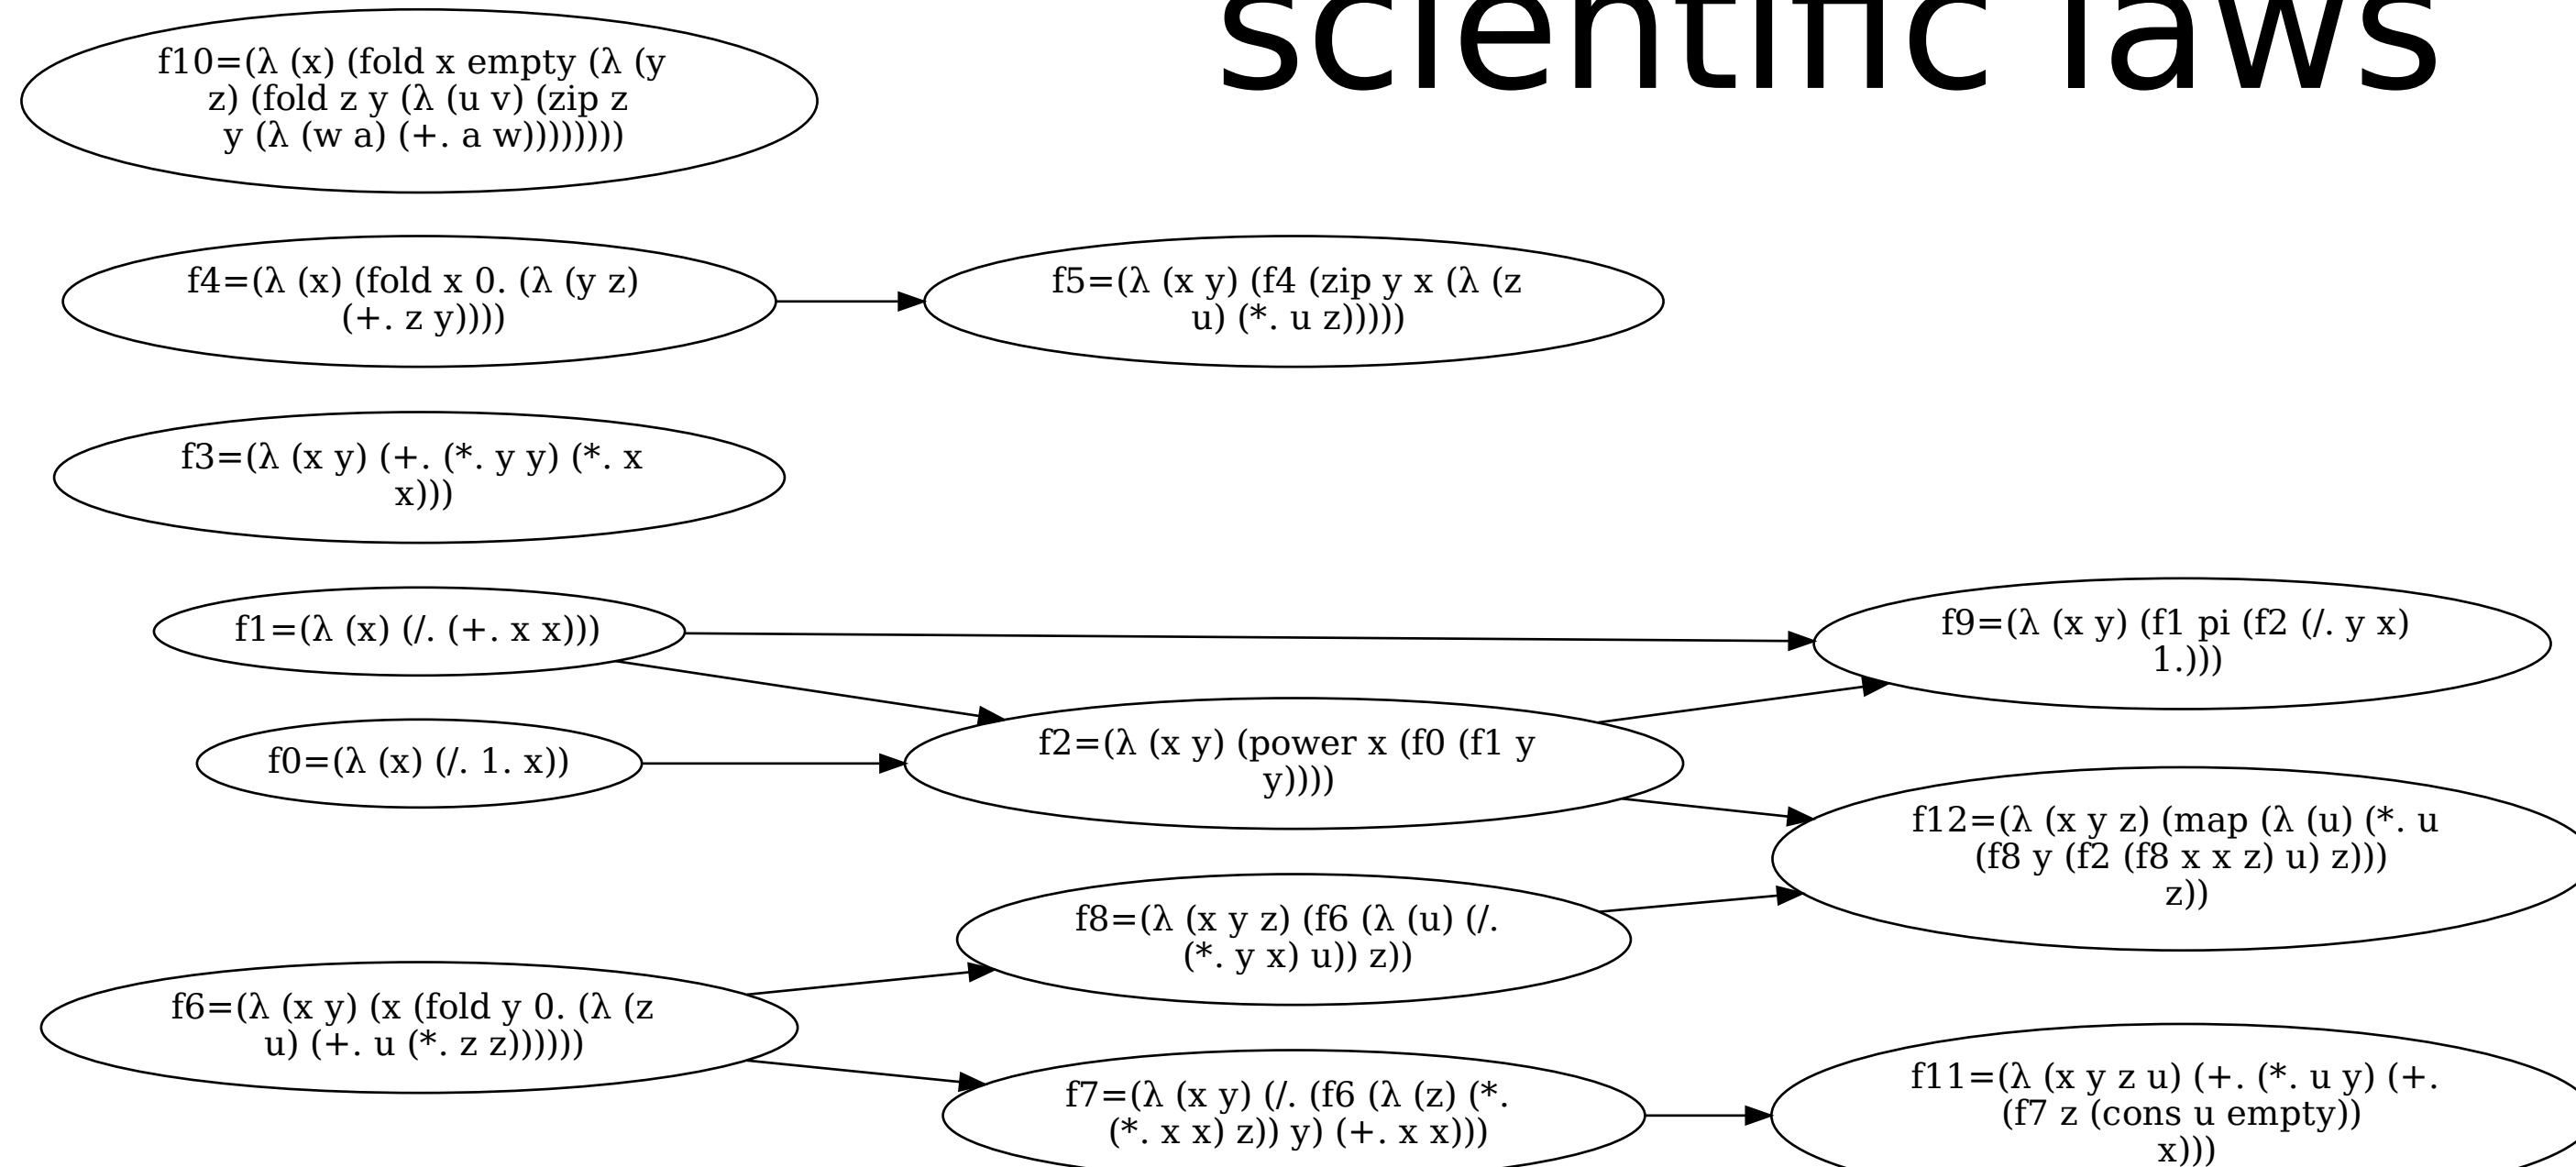 scientific laws
f10=(λ (x) (fold x empty (λ (y
z) (fold z y (λ (u v) (zip z
y (λ (w a) (+. a w))))))))
f4=(λ (x) (fold x 0. (λ (y z)
(+. z y))))
f5=(λ (x y) (f4 (zip y x (λ (z
u) (*. u z)))))
f3=(λ (x y) (+. (*. y y) (*. x
x)))
f1=(λ (x) (/. (+. x x)))
f9=(λ (x y) (f1 pi (f2 (/. y x)
1.)))
f0=(λ (x) (/. 1. x))
f2=(λ (x y) (power x (f0 (f1 y
y))))
f12=(λ (x y z) (map (λ (u) (*. u
(f8 y (f2 (f8 x x z) u) z)))
z))
f8=(λ (x y z) (f6 (λ (u) (/.
(*. y x) u)) z))
f6=(λ (x y) (x (fold y 0. (λ (z
u) (+. u (*. z z))))))
f7=(λ (x y) (/. (f6 (λ (z) (*.
(*. x x) z)) y) (+. x x)))
f11=(λ (x y z u) (+. (*. u y) (+.
(f7 z (cons u empty))
x)))